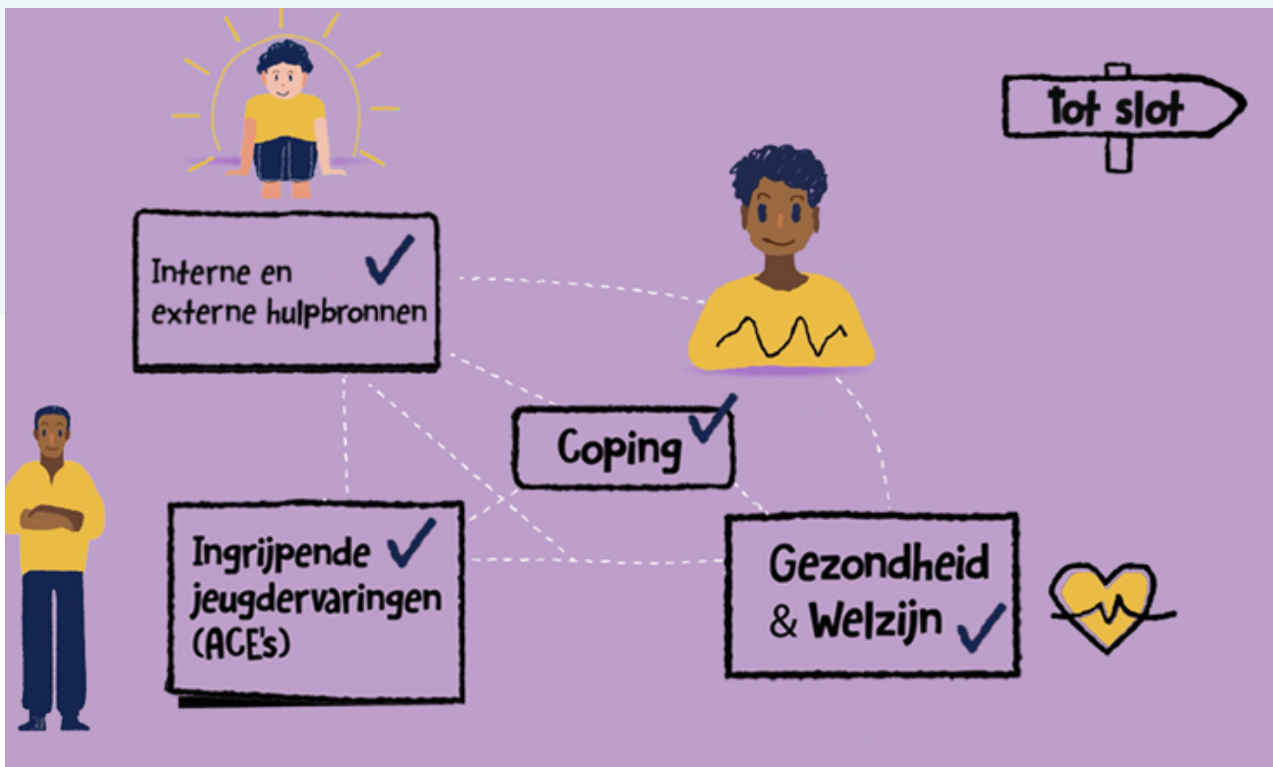 Tot slot
Interne en
externe hulpbronnen
Coping
Ingrijpende
jeugdervaringen
(ACE's)
Gezondheid
& Welzijn